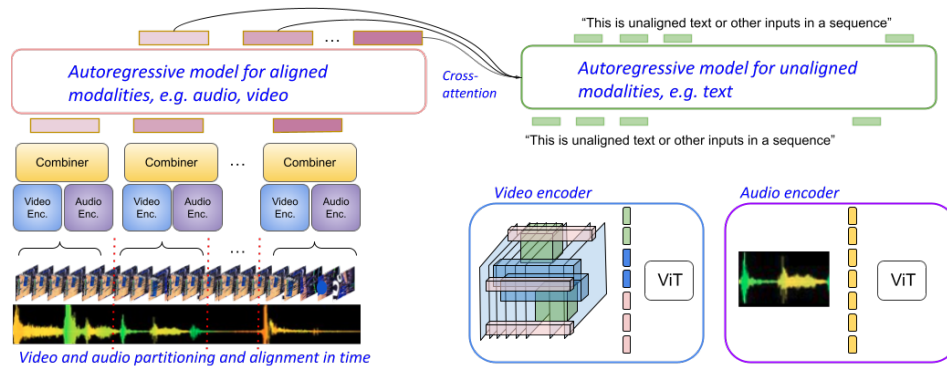 “This is unaligned text or other inputs in a sequence”
...
Autoregressive model for aligned
modalities, e.g. audio, video
Cross-
attention
Autoregressive model for unaligned
modalities, e.g. text
“This is unaligned text or other inputs in a sequence”
Combiner
Combiner
...
Combiner
Video
Enc.
Audio
Enc.
Video
Enc.
Audio
Enc.
Video
Enc.
Audio
Enc.
...
Video and audio partitioning and alignment in time
Video encoder
ViT
Audio encoder
ViT